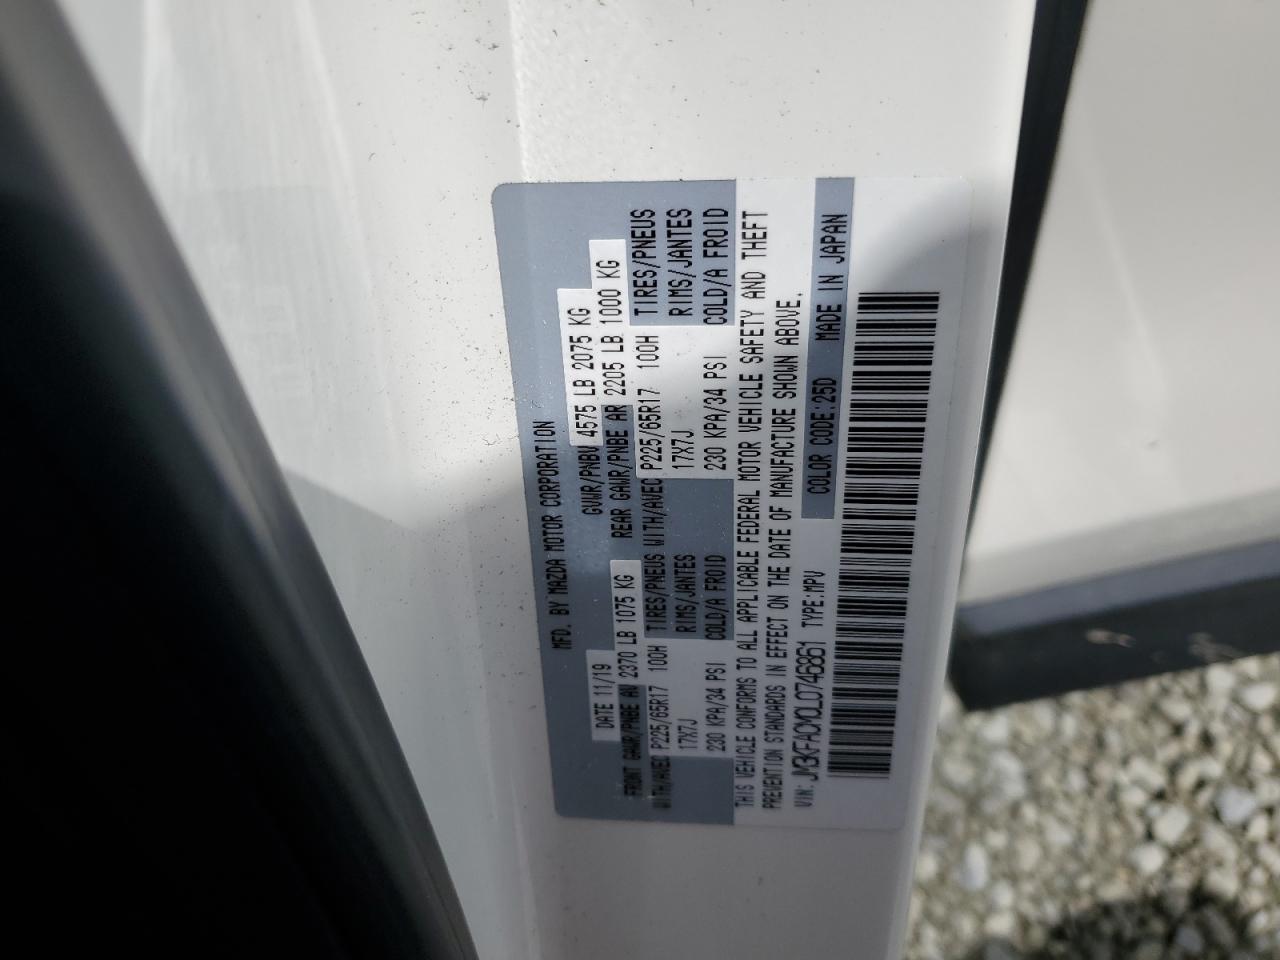 MFD. BY MAZDA MOTOR CORPORATION
DATE 11/19 GVWR/PNBV 4575 LB 2075 KG
FRONT GAWR/PNBE AV 2370 LB 1075 KG REAR GAWR/PNBE AR 2205 LB 1000 KG
WITH/AVEC P225/65R17 100H TIRES/PNEUS WITH/AVEC P225/65R17 100H TIRES/PNEUS
17X7J RIMS/JANTES 17X7J RIMS/JANTES
230 KPA/34 PSI COLD/A FROID 230 KPA/34 PSI COLD/A FROID
THIS VEHICLE CONFORMS TO ALL APPLICABLE FEDERAL MOTOR VEHICLE SAFETY AND THEFT
PREVENTION STANDARDS IN EFFECT ON THE DATE OF MANUFACTURE SHOWN ABOVE.
VIN: JM3KFACM0L0746861 TYPE:MPV COLOR CODE:25D MADE IN JAPAN